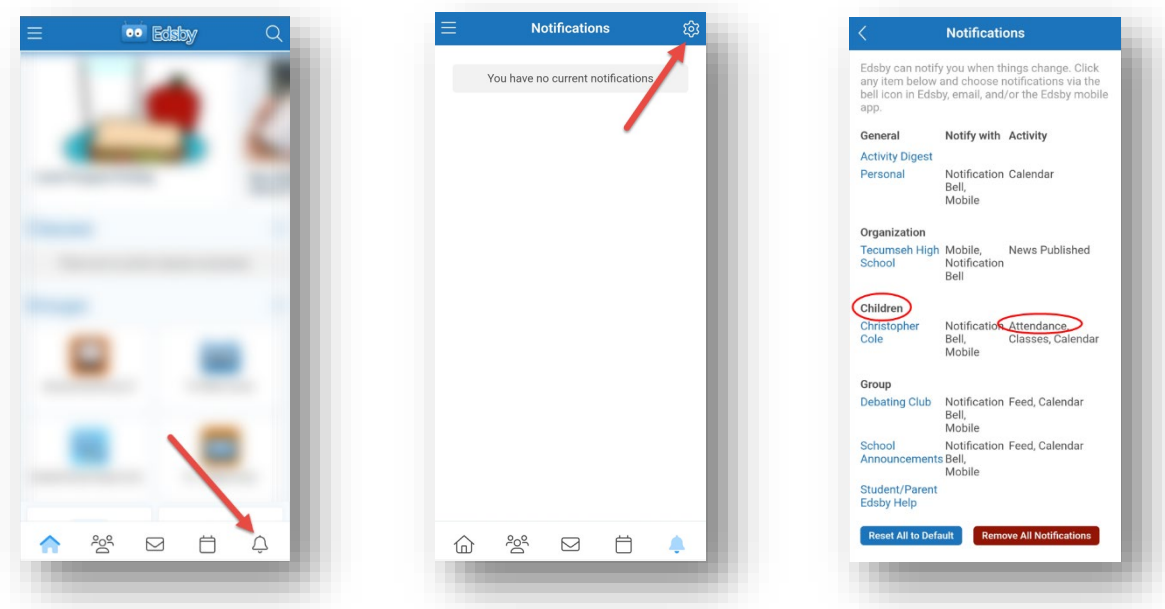 Edsby
Notifications
You have no current notifications
Notifications
Edsby can notify you when things change. Click
any item below and choose notifications via the
bell icon in Edsby, email, and/or the Edsby mobile
app.
General Notify with Activity
Activity Digest
Personal Notification Calendar
Bell,
Mobile
Organization
Tecumseh High Mobile, News Published
School Notification
Bell
Children
Christopher Notification Attendance,
Cole Bell, Classes, Calendar
Mobile
Group
Debating Club Notification Feed, Calendar
Bell,
Mobile
School Notification Feed, Calendar
Announcements Bell,
Mobile
Student/Parent
Edsby Help
Reset All to Default Remove All Notifications